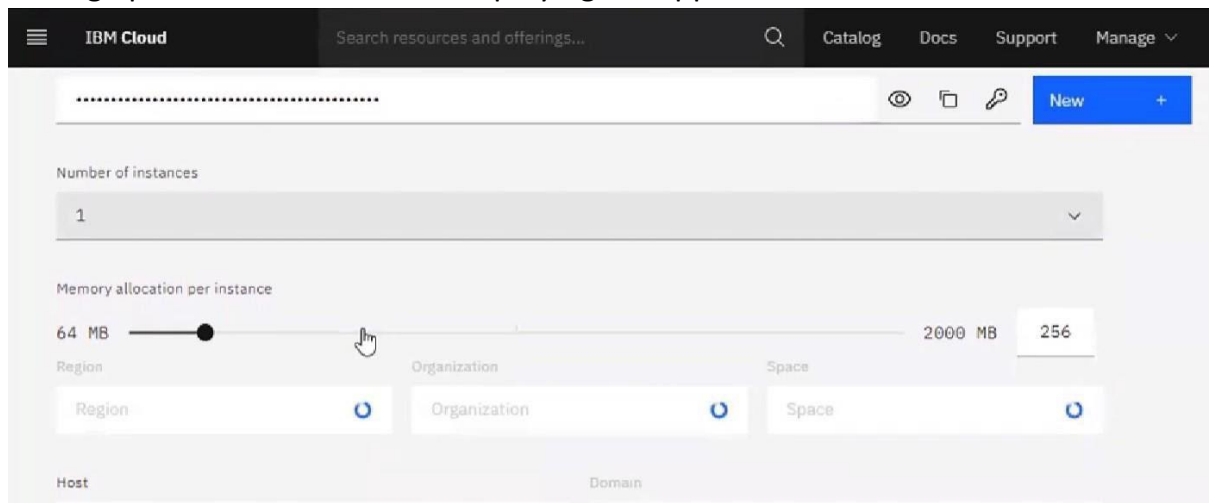 IBM Cloud Search resources and offerings... Catalog Docs Support Manage
•••••••••••••••••••••••••••••••••••••••••••• New +
Number of instances
1
Memory allocation per instance
64 MB 2000 MB 256
Region Organization Space
Region Organization Space
Host Domain